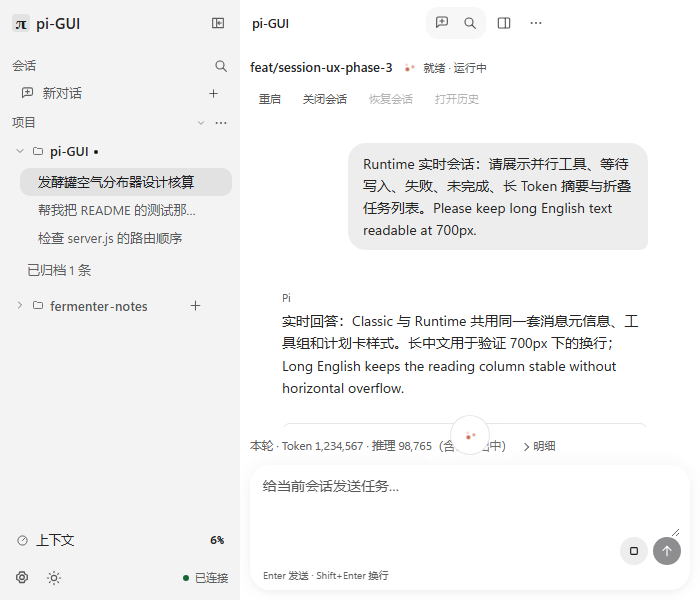 π pi-GUI
会话
新对话
项目
pi-GUI
发酵罐空气分布器设计核算
帮我把 README 的测试那...
检查 server.js 的路由顺序
已归档 1 条
fermenter-notes
上下文 6%
已连接
pi-GUI
feat/session-ux-phase-3 就绪 · 运行中
重启 关闭会话 恢复会话 打开历史
Runtime 实时会话：请展示并行工具、等待
写入、失败、未完成、长 Token 摘要与折叠
任务列表。Please keep long English text
readable at 700px.
Pi
实时回答：Classic 与 Runtime 共用同一套消息元信息、工
具组和计划卡样式。长中文用于验证 700px 下的换行；
Long English keeps the reading column stable without
horizontal overflow.
本轮 · Token 1,234,567 · 推理 98,765（含 出中） 明细
给当前会话发送任务...
Enter 发送 · Shift+Enter 换行